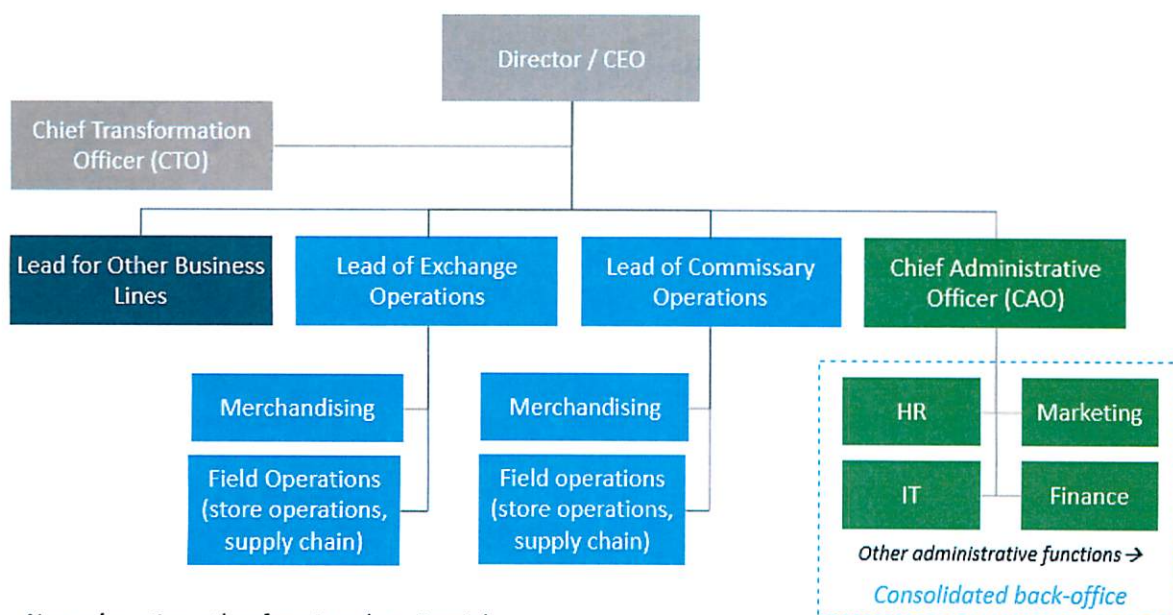 Director / CEO
Chief Transformation
Officer (CTO)
Lead for Other Business
Lines
Lead of Exchange
Operations
Lead of Commissary
Operations
Chief Administrative
Officer (CAO)
Merchandising
Field Operations
(store operations,
supply chain)
Merchandising
Field operations
(store operations,
supply chain)
HR
Marketing
IT
Finance
Other administrative functions →
Consolidated back-office